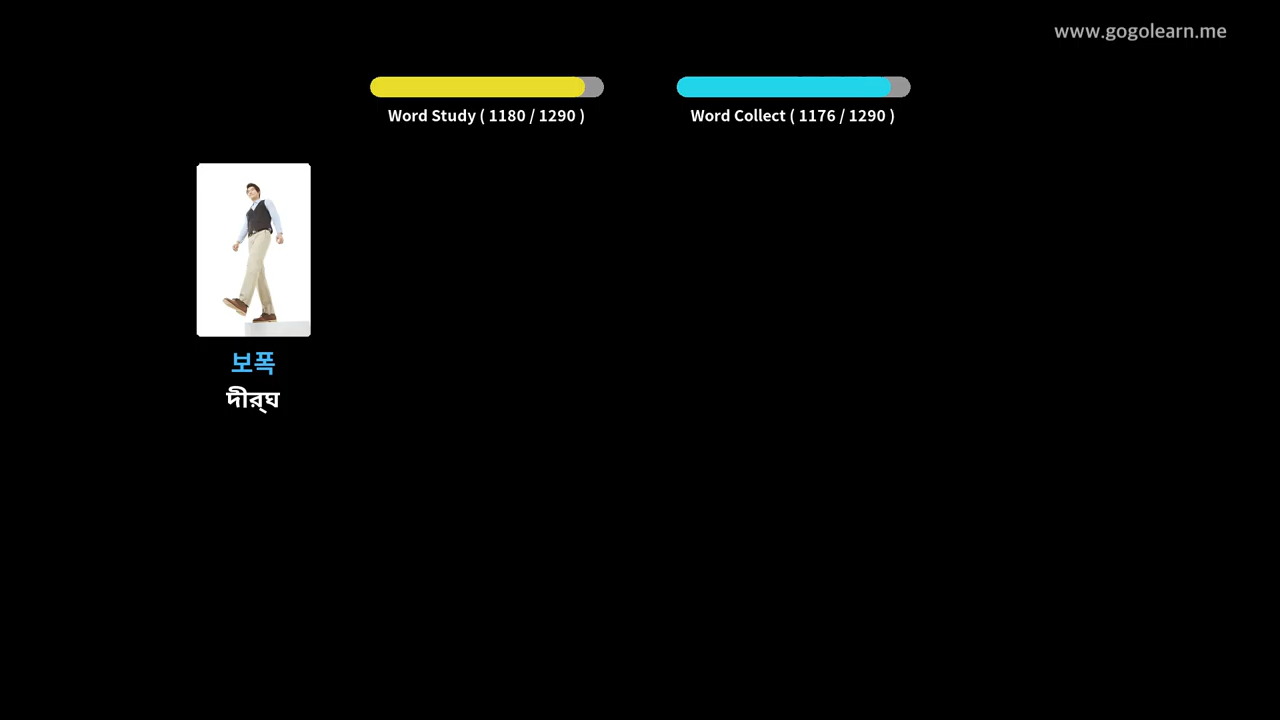 www.gogolearn.me
Word Study ( 1180 / 1290 )
Word Collect ( 1176 / 1290 )
보폭
দীর্ঘ